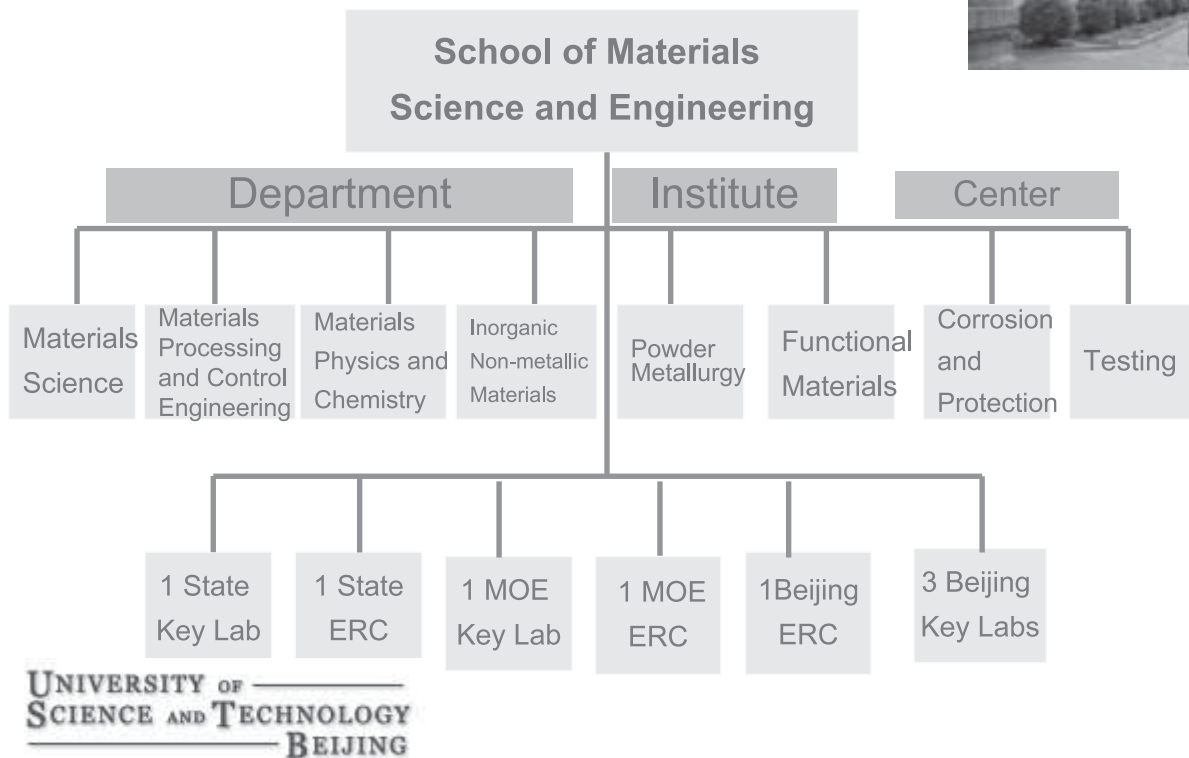 School of Materials
Science and Engineering
Department
Institute
Center
Materials
Science
Materials
Processing
and Control
Engineering
Materials
Physics and
Chemistry
Inorganic
Non-metallic
Materials
Powder
Metallurgy
Functional
Materials
Corrosion
and
Protection
Testing
1 State
Key Lab
1 State
ERC
1 MOE
Key Lab
1 MOE
ERC
1Beijing
ERC
3 Beijing
Key Labs
UNIVERSITY OF
SCIENCE AND TECHNOLOGY
BEIJING